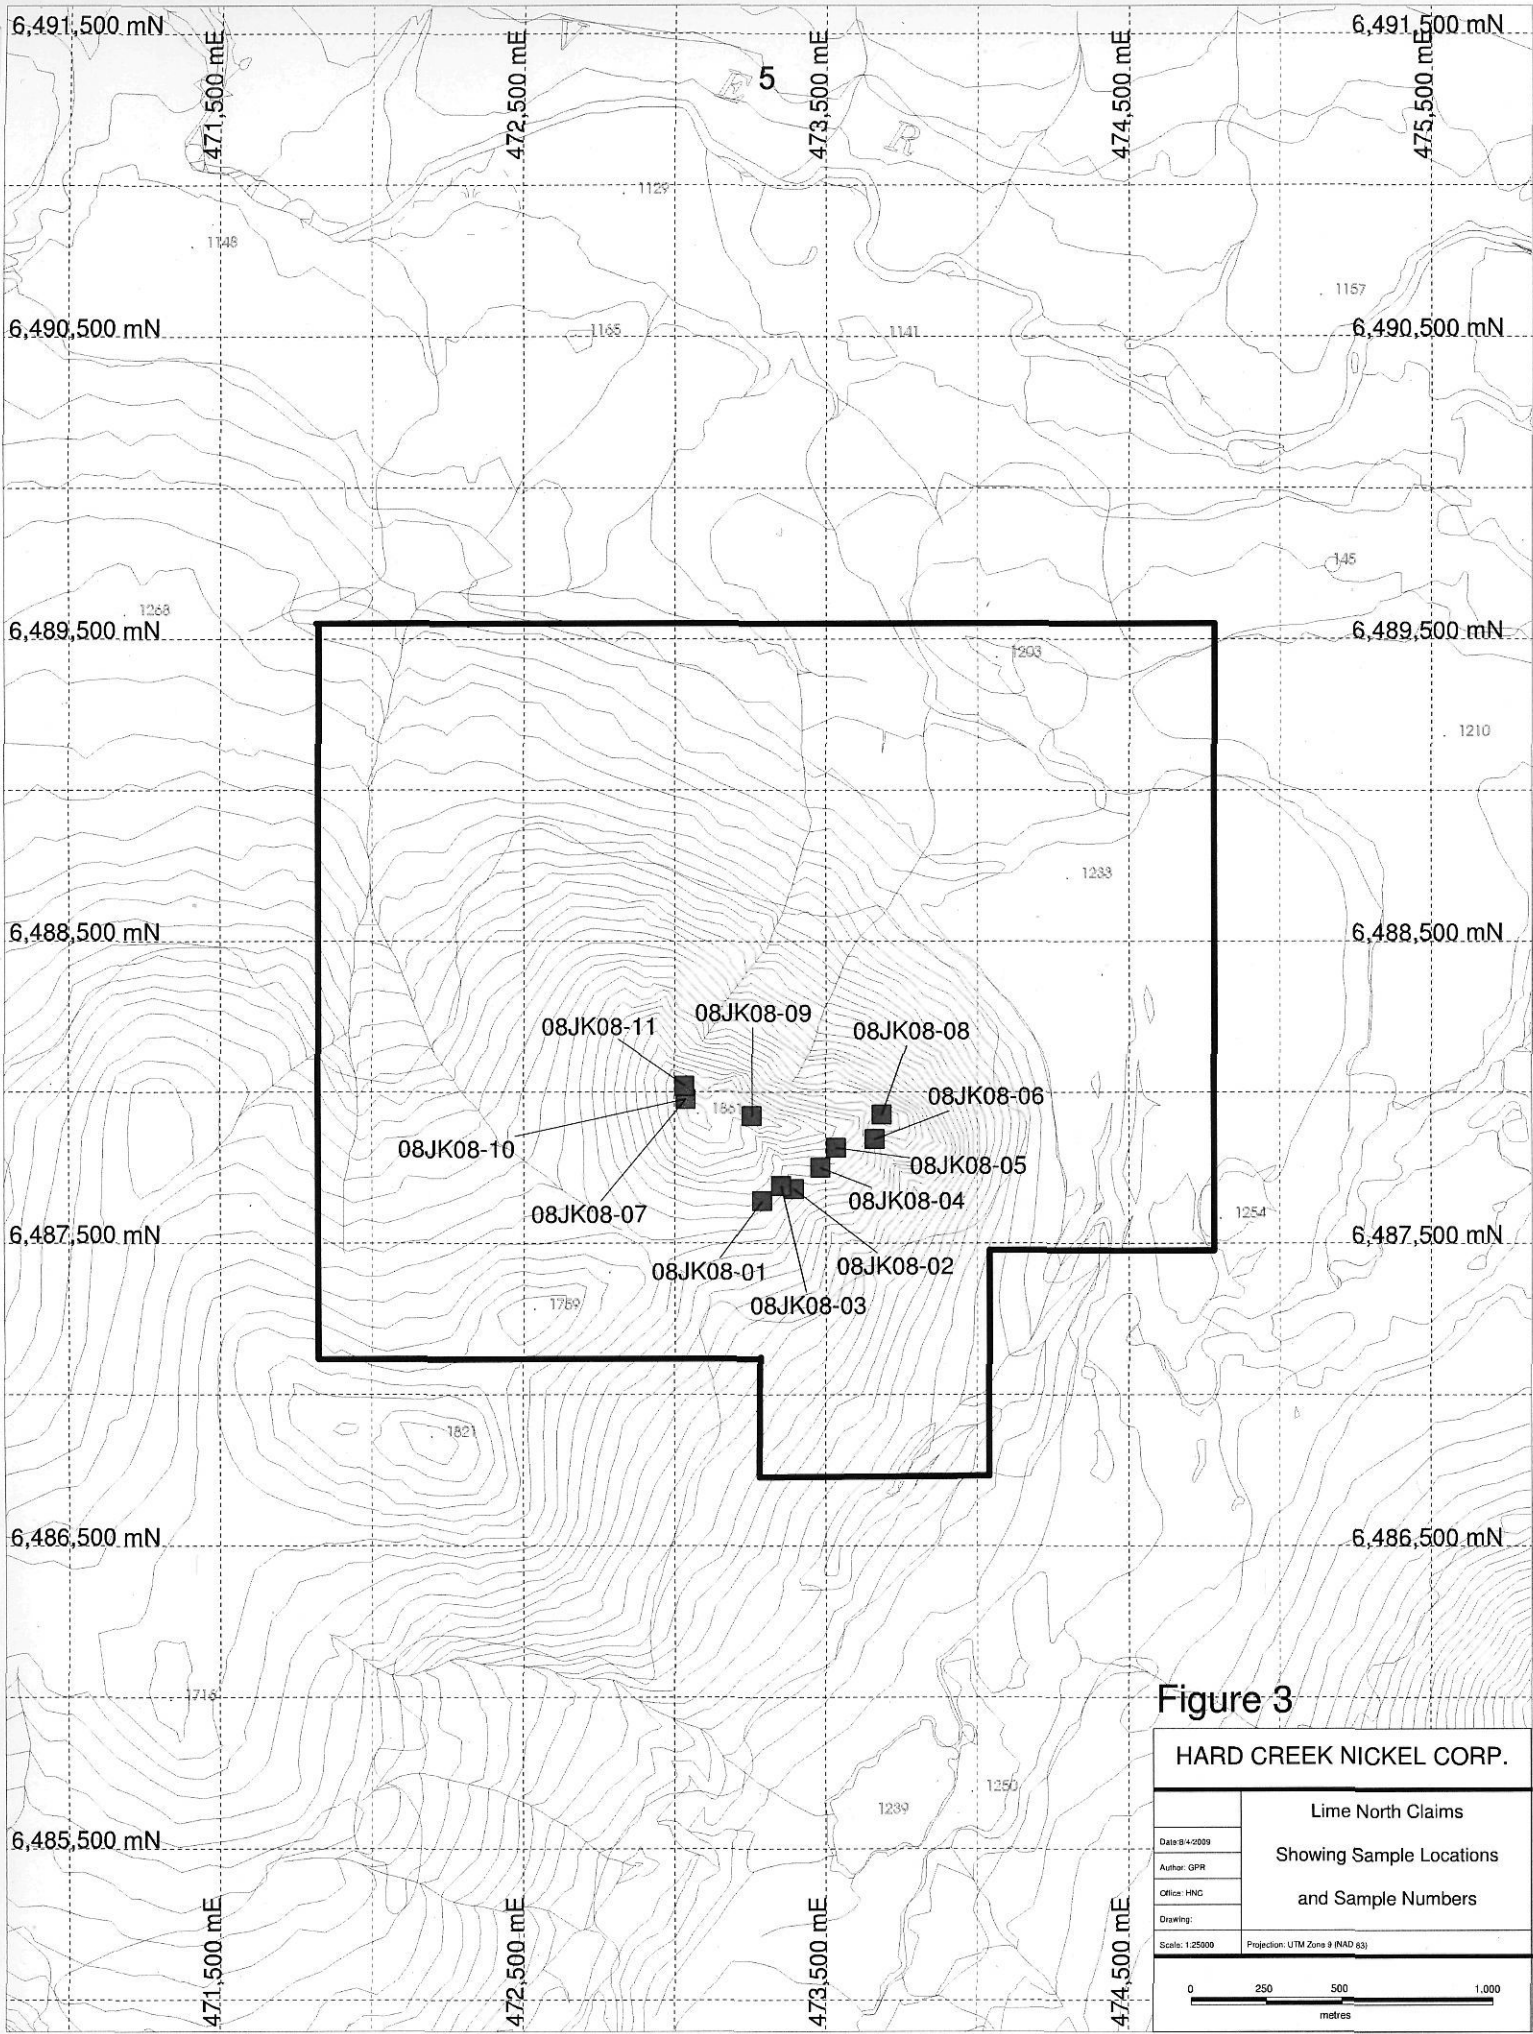 6,491,500 mN
6,491,500 mN
471,500 mE
472,500 mE
473,500 mE
474,500 mE
475,500 mE
5
V
E
R
1129
1148
1157
1165
1141
6,490,500 mN
6,490,500 mN
145
1268
6,489,500 mN
6,489,500 mN
1203
1210
1233
6,488,500 mN
6,488,500 mN
08JK08-09
08JK08-11
08JK08-08
08JK08-06
1861
08JK08-10
08JK08-05
08JK08-04
08JK08-07
1254
6,487,500 mN
6,487,500 mN
08JK08-02
08JK08-01
08JK08-03
1759
1821
6,486,500 mN
6,486,500 mN
1716
Figure 3
HARD CREEK NICKEL CORP.
1250
1239
Lime North Claims
Date:8/4/2009
6,485,500 mN
Showing Sample Locations
Author: GPR
Office: HNC
and Sample Numbers
Drawing:
Scale: 1:25000
Projection: UTM Zone 9 (NAD 83)
471,500 mE
472,500 mE
473,500 mE
474,500 mE
0 250 500 1,000
metres